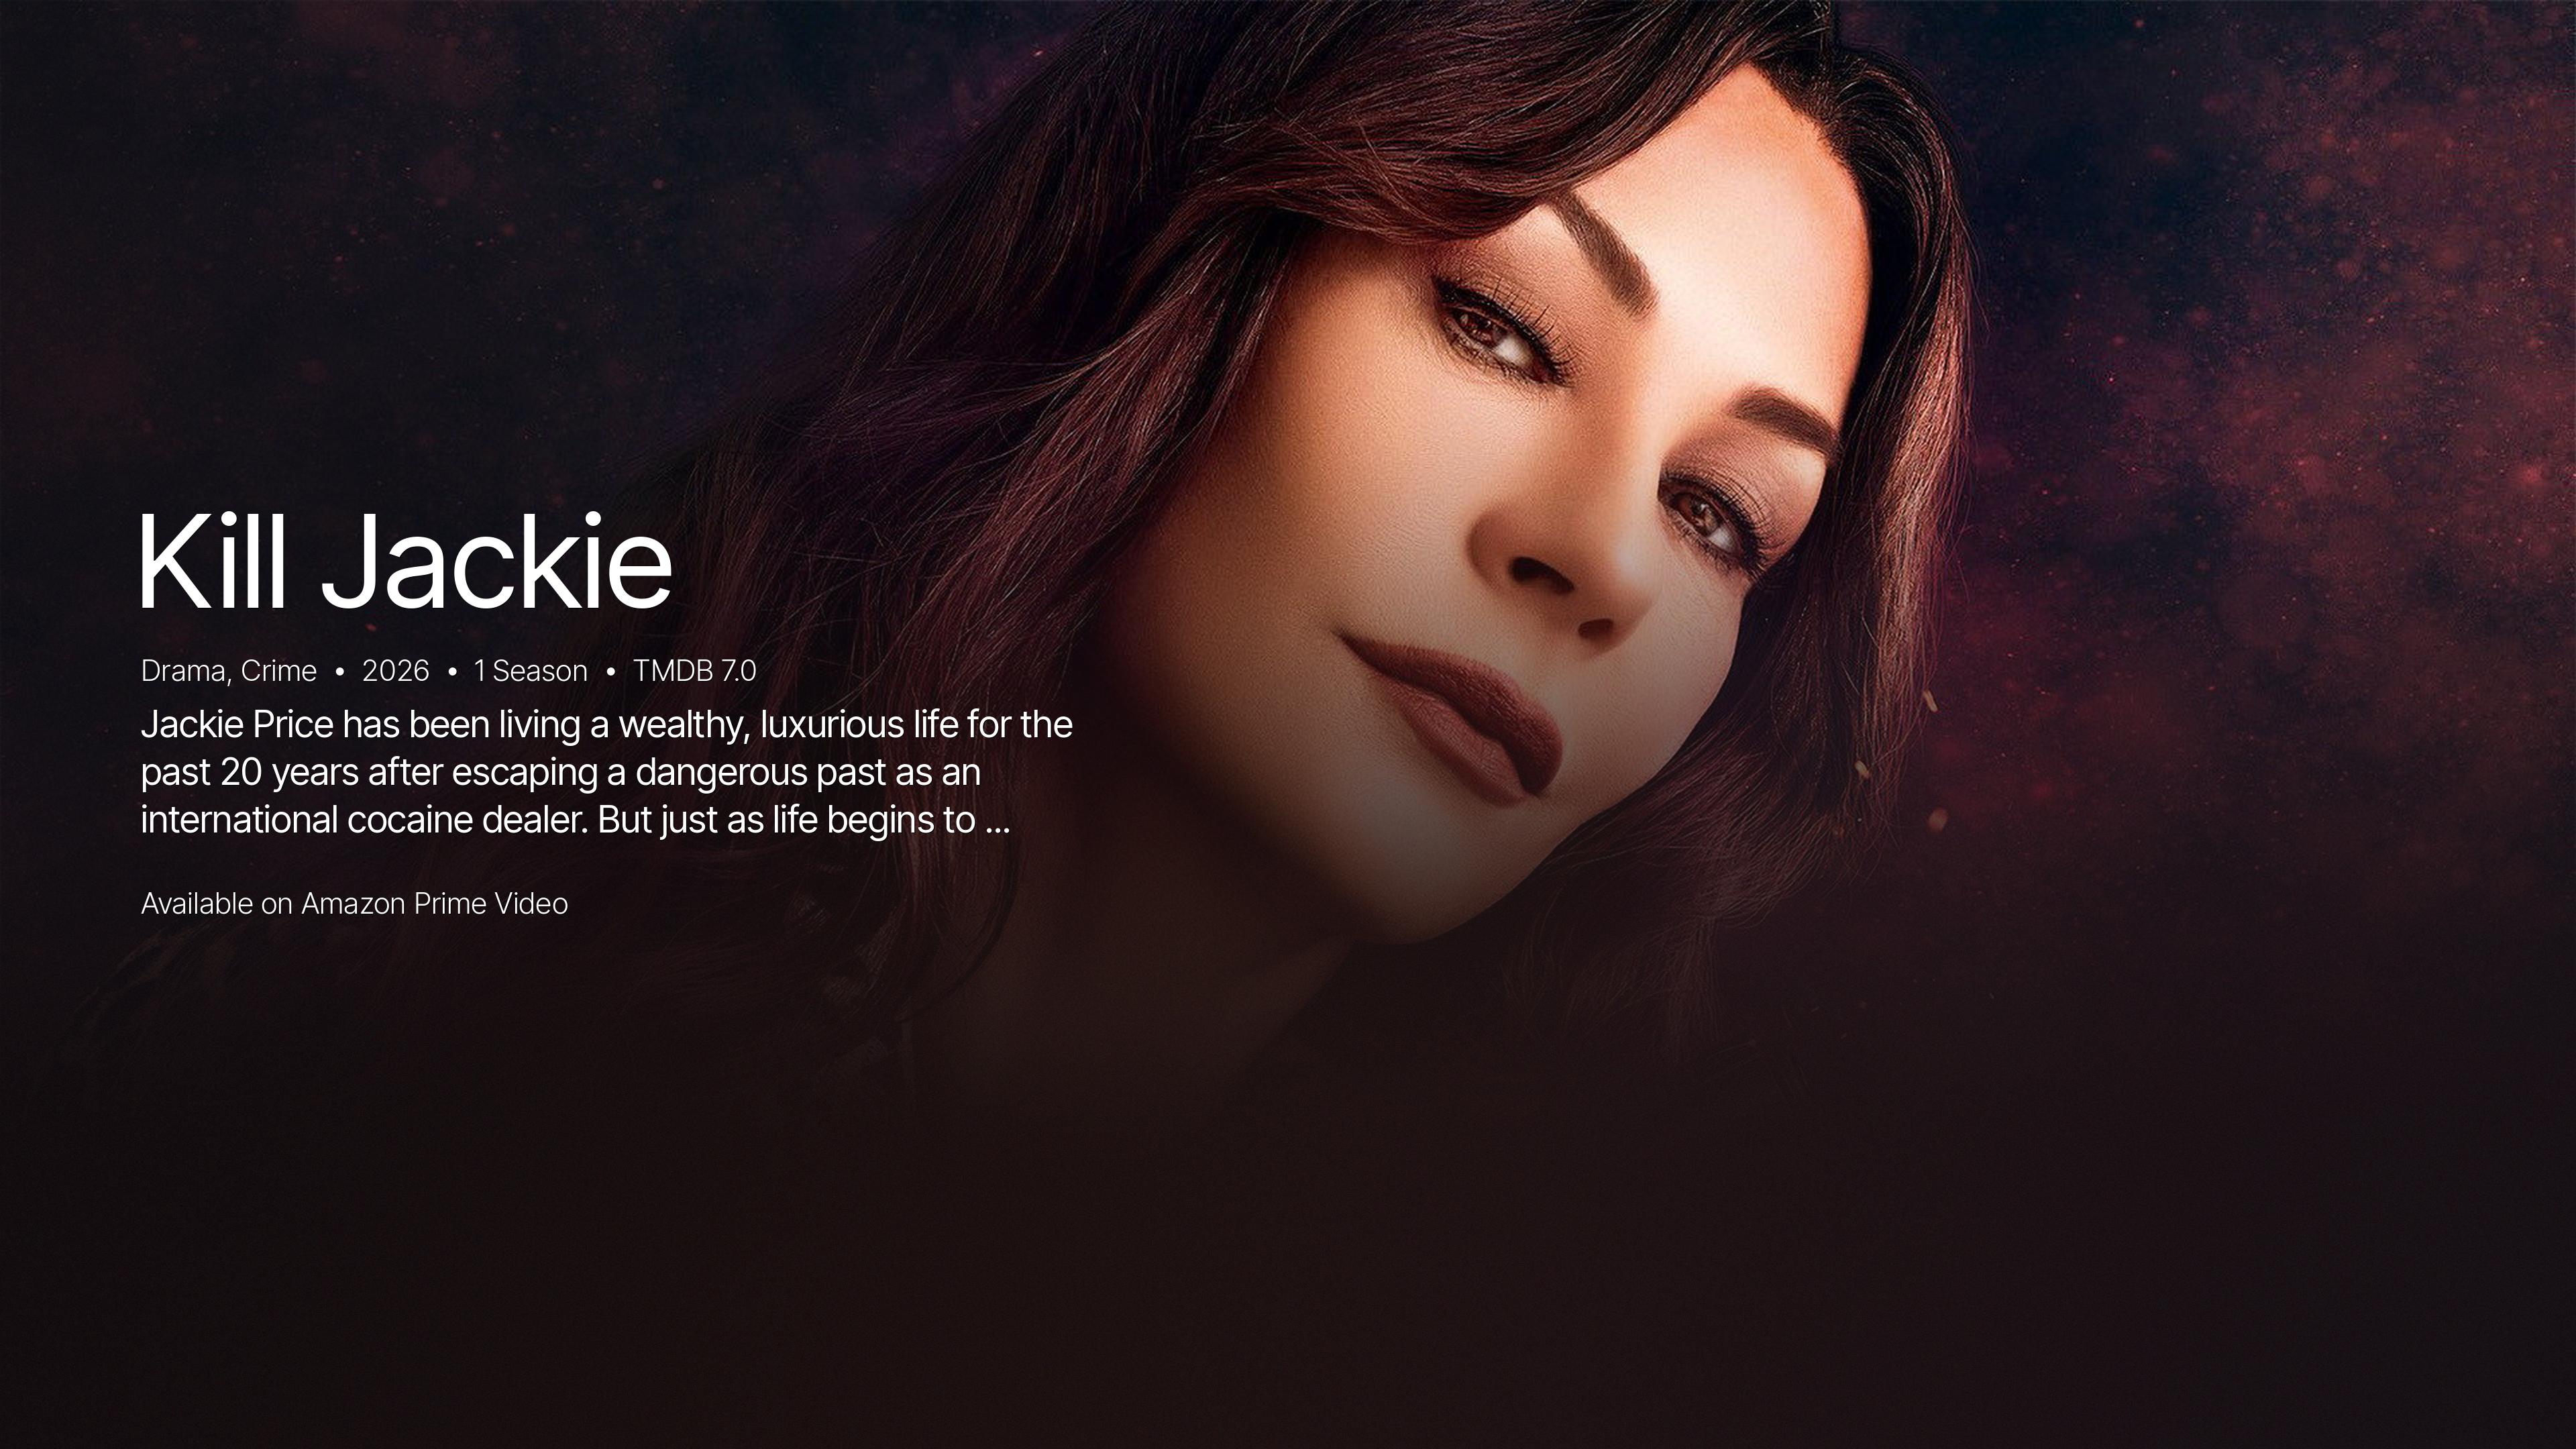 Kill Jackie
Drama, Crime • 2026 • 1 Season • TMDB 7.0
Jackie Price has been living a wealthy, luxurious life for the
past 20 years after escaping a dangerous past as an
international cocaine dealer. But just as life begins to ...
Available on Amazon Prime Video